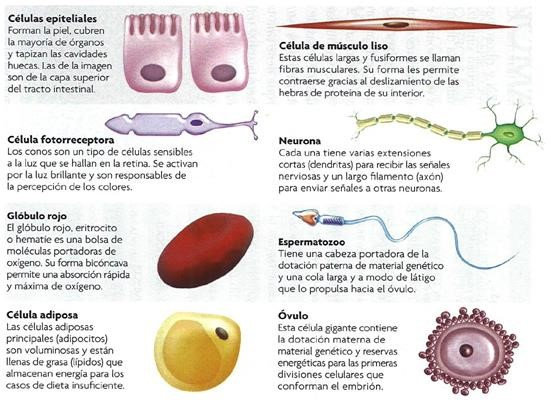 Células epiteliales
Forman la piel, cubren
la mayoría de órganos
y tapizan las cavidades
huecas. Las de la imagen
son de la capa superior
del tracto intestinal.
Célula de músculo liso
Estas células largas y fusiformes se llaman
fibras musculares. Su forma les permite
contraerse gracias al deslizamiento de las
hebras de proteína de su interior.
Célula fotorreceptora
Los conos son un tipo de células sensibles
a la luz que se hallan en la retina. Se activan
por la luz brillante y son responsables de
la percepción de los colores.
Neurona
Cada una tiene varias extensiones
cortas (dendritas) para recibir las señales
nerviosas y un largo filamento (axón)
para enviar señales a otras neuronas.
Glóbulo rojo
El glóbulo rojo, eritrocito
o hematíe es una bolsa de
moléculas portadoras de
oxígeno. Su forma bicóncava
permite una absorción rápida
y máxima de oxígeno.
Espermatozoo
Tiene una cabeza portadora de la
dotación paterna de material genético
y una cola larga y a modo de látigo
que lo propulsa hacia el óvulo.
Célula adiposa
Las células adiposas
principales (adipocitos)
son voluminosas y están
llenas de grasa (lípidos) que
almacenan energía para los
casos de dieta insuficiente.
Óvulo
Esta célula gigante contiene
la dotación materna de
material genético y reservas
energéticas para las primeras
divisiones celulares que
conforman el embrión.